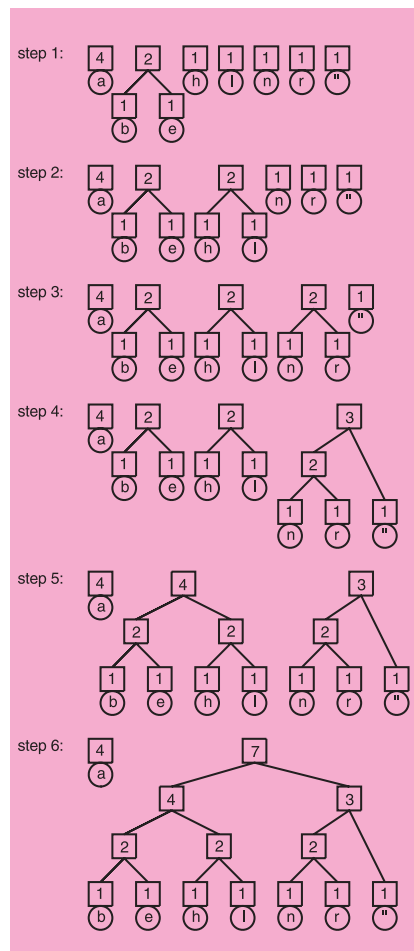 step 1: 4 2 1 1 1 1 1
a h l n r "
1 1
b e
step 2: 4 2 2 1 1 1
a n r "
1 1 1 1
b e h l
step 3: 4 2 2 2 1
a "
1 1 1 1 1 1
b e h l n r
step 4: 4 2 2 3
a
1 1 1 1 2
b e h l
1 1 1
n r "
step 5: 4 4 3
a
2 2 2
1 1 1 1 1 1 1
b e h l n r "
step 6: 4 7
a
4 3
2 2 2
1 1 1 1 1 1 1
b e h l n r "